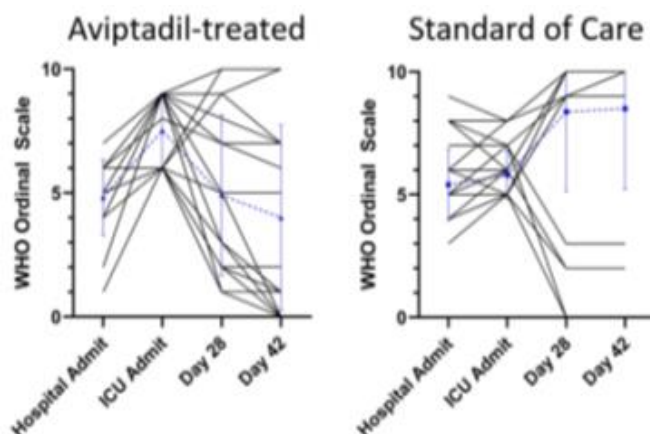 Aviptadil-treated
Standard of Care
WHO Ordinal Scale
10
5
0
Hospital Admit
ICU Admit
Day 28
Day 42
WHO Ordinal Scale
10
5
0
Hospital Admit
ICU Admit
Day 28
Day 42